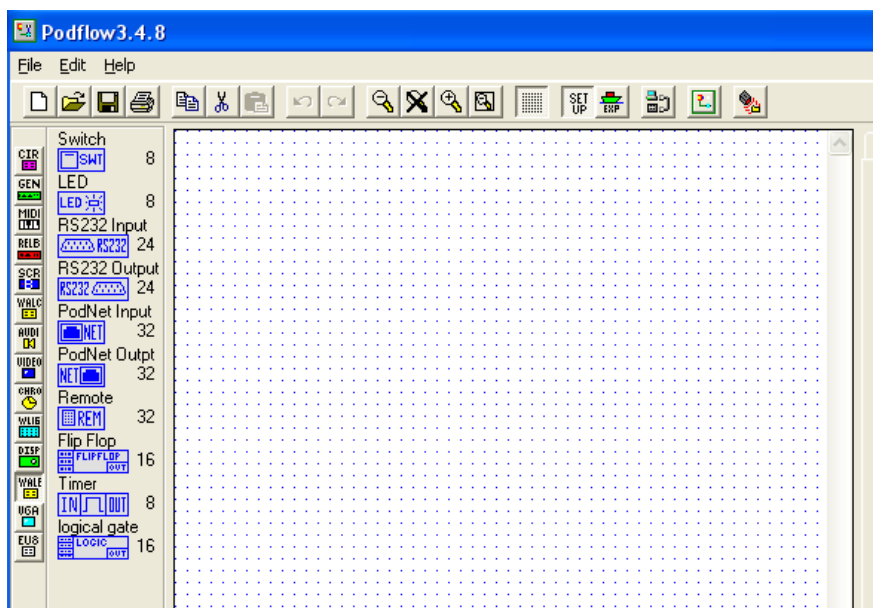 Podflow3.4.8
File Edit Help
SET UP EXP
Switch
SWT 8
LED
LED 8
RS232 Input
RS232 24
RS232 Output
RS232 24
PodNet Input
NET 32
PodNet Outpt
NET 32
Remote
REM 32
Flip Flop
FLIPFLOP OUT 16
Timer
IN OUT 8
logical gate
LOGIC OUT 16
CIR
GEN
MIDI
RELB
SCR
WALC
AUDI
VIDEO
CHRO
WLIG
DISP
WALE
VGA
EU8